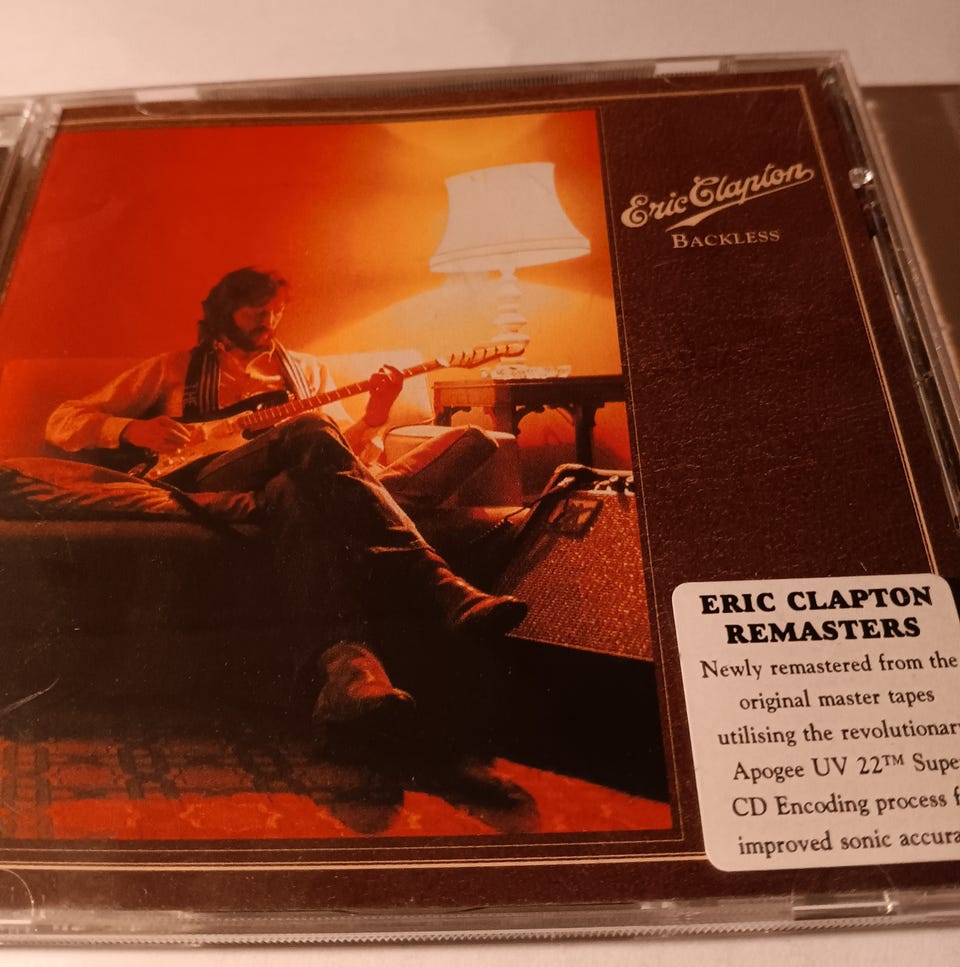 Eric Clapton
BACKLESS
ERIC CLAPTON
REMASTERS
Newly remastered from the
original master tapes
utilising the revolutionar
Apogee UV 22™ Supe
CD Encoding process f
improved sonic accura